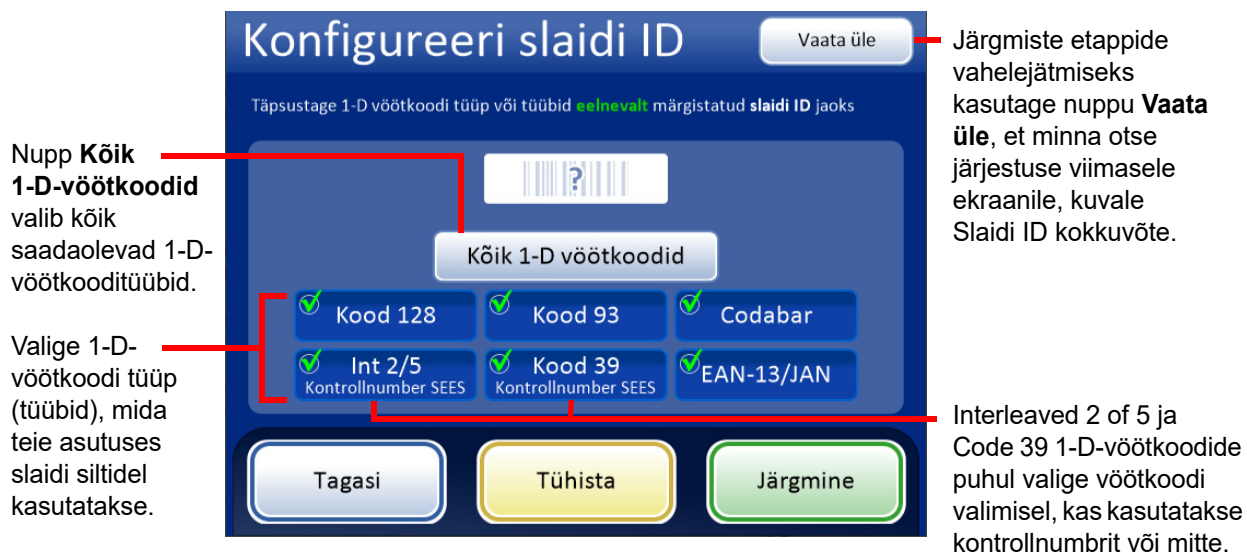 Konfigureeri slaidi ID
Vaata üle
Täpsustage 1-D vöötkoodi tüüp või tüübid eelnevalt märgistatud slaidi ID jaoks
?
Kõik 1-D vöötkoodid
Kood 128
Kood 93
Codabar
Int 2/5
Kontrollnumber SEES
Kood 39
Kontrollnumber SEES
EAN-13/JAN
Tagasi
Tühista
Järgmine
Nupp Kõik
1-D-vöötkoodid
valib kõik
saadaolevad 1-D-
vöötkooditüübid.
Valige 1-D-
vöötkoodi tüüp
(tüübid), mida
teie asutuses
slaidi siltidel
kasutatakse.
Järgmiste etappide
vahelejätmiseks
kasutage nuppu Vaata
üle, et minna otse
järjestuse viimasele
ekraanile, kuvale
Slaidi ID kokkuvõte.
Interleaved 2 of 5 ja
Code 39 1-D-vöötkoodide
puhul valige vöötkoodi
valimisel, kas kasutatakse
kontrollnumbrit või mitte.